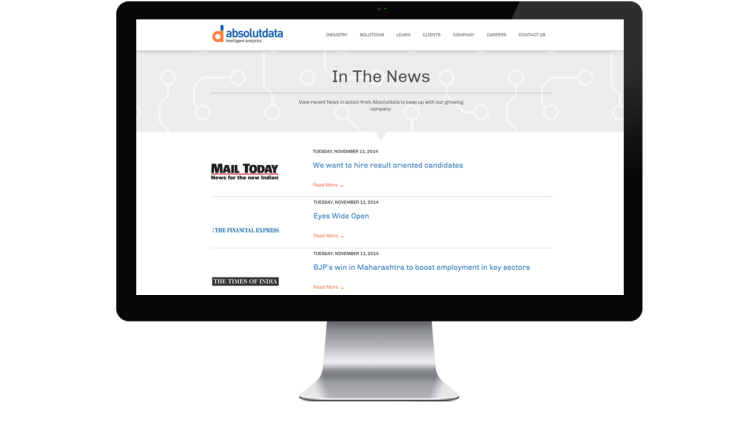 absolutdata
Intelligent Analytics
INDUSTRY SOLUTIONS LEARN CLIENTS COMPANY CAREERS CONTACT US
In The News
View recent News in action from Absolutdata to keep up with our growing
company.
TUESDAY, NOVEMBER 11, 2014
MAIL TODAY
News for the new Indian
We want to hire result oriented candidates
Read More
TUESDAY, NOVEMBER 11, 2014
Eyes Wide Open
THE FINANCIAL EXPRESS
Read More
TUESDAY, NOVEMBER 11, 2014
BJP's win in Maharashtra to boost employment in key sectors
THE TIMES OF INDIA
Read More